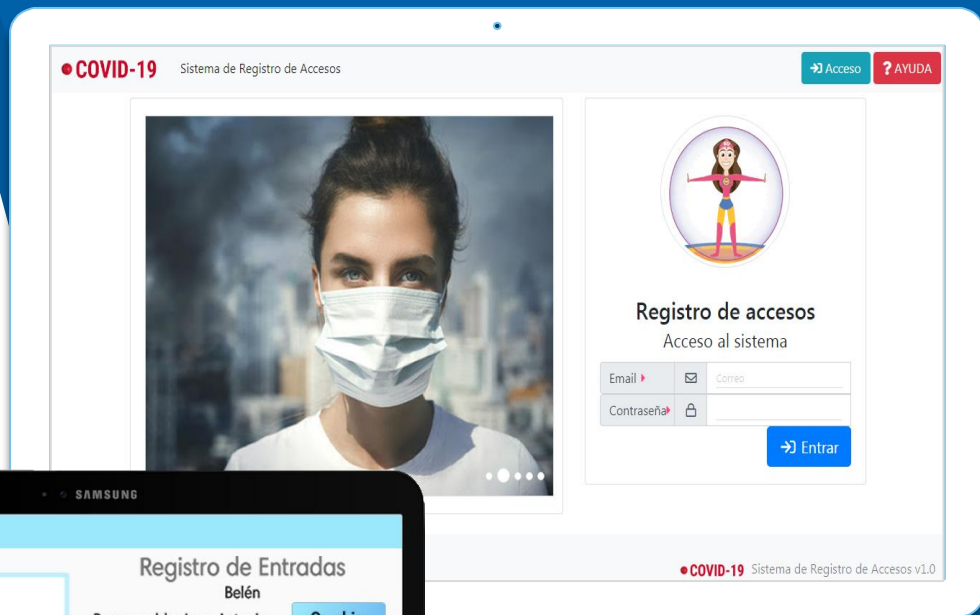 COVID-19 Sistema de Registro de Accesos
Acceso ? AYUDA
Registro de accesos
Acceso al sistema
Email
Correo
Contraseña
Entrar
COVID-19 Sistema de Registro de Accesos v1.0
SAMSUNG
Registro de Entradas
Belén